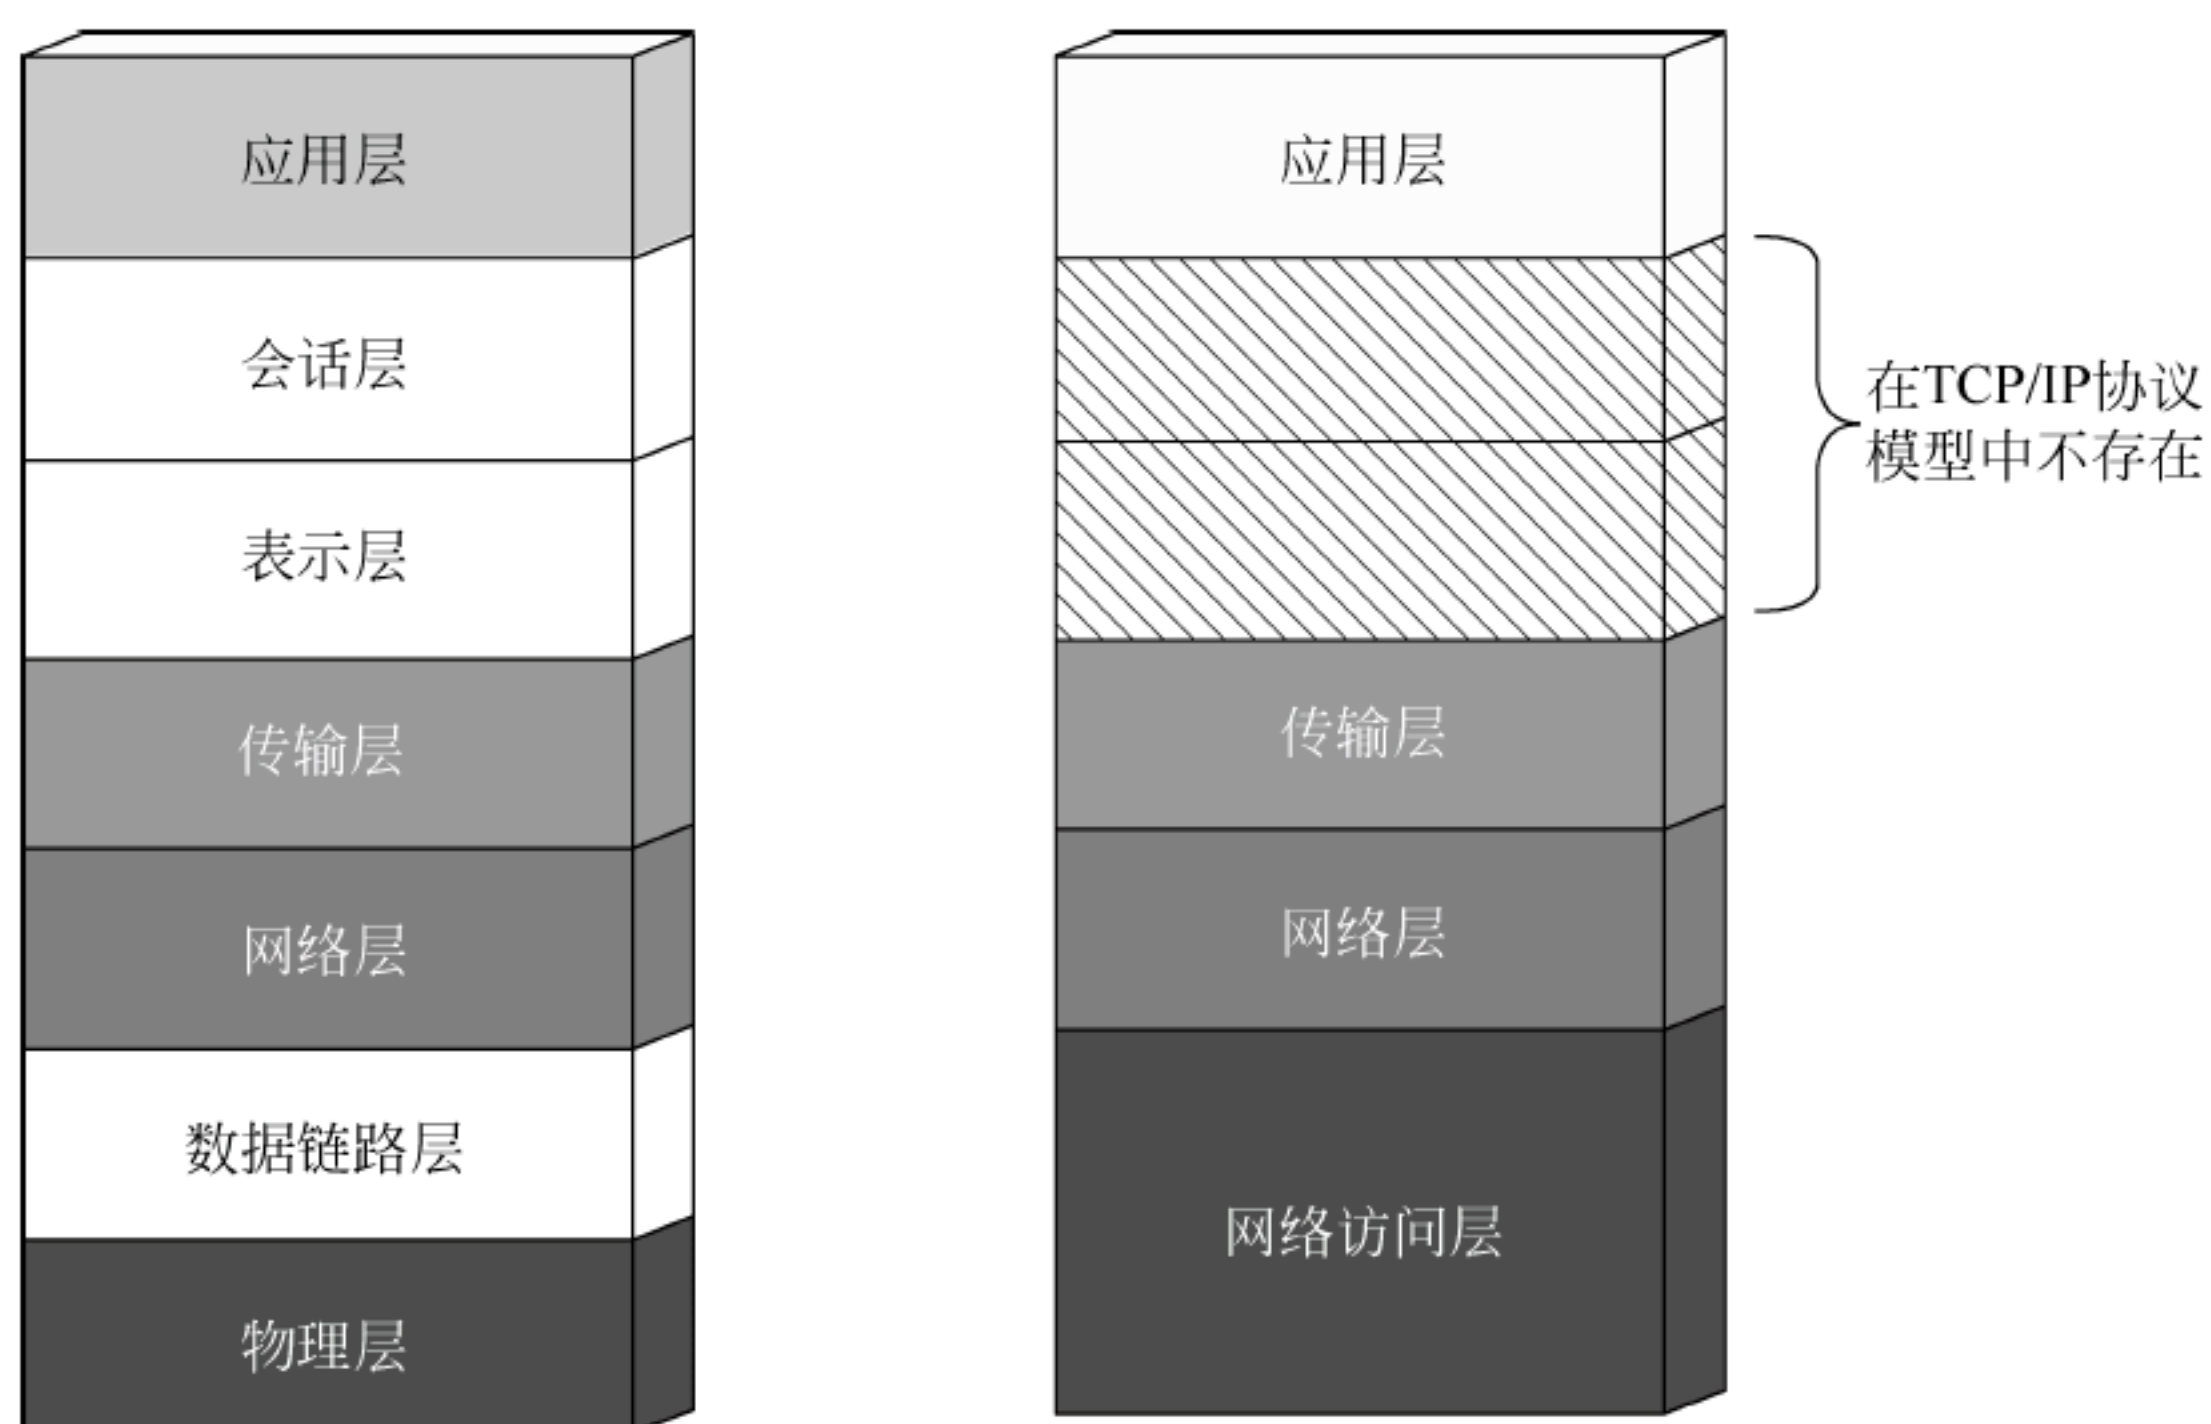 应用层
会话层
表示层
传输层
网络层
数据链路层
物理层
应用层
在TCP/IP协议
模型中不存在
传输层
网络层
网络访问层